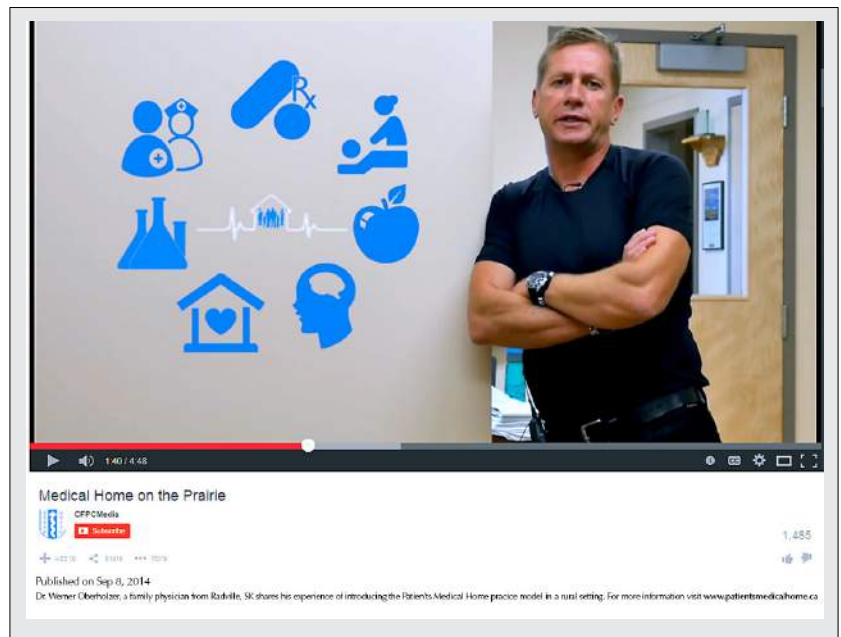 Rx
1:40 / 4:48
Medical Home on the Prairie
CFPCMedia
Subscribe
1,485
Published on Sep 8, 2014
Dr. Werner Oberholzer, a family physician from Radville, SK shares his experience of introducing the Patient's Medical Home pracice model in a rural setting. For more information visit www.patientsmedicalhome.ca